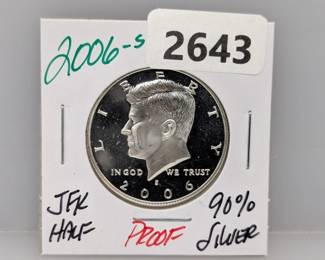 2006-S
2643
LIBERTY
IN GOD WE TRUST
S
2006
JFK HALF
PROOF
90% SILVER